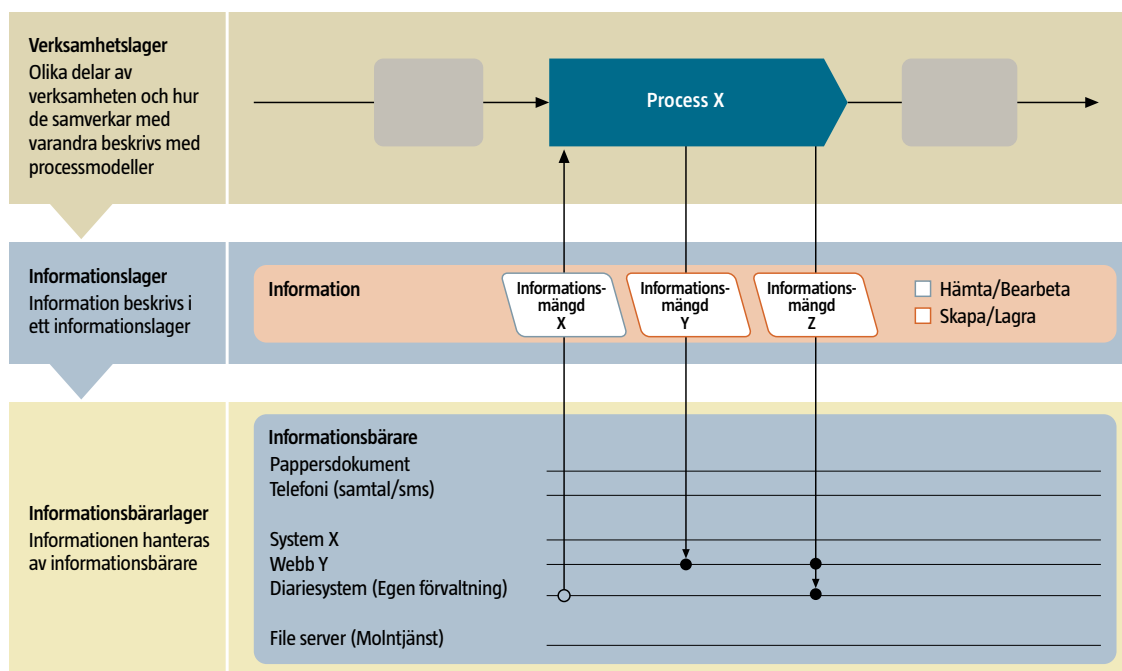 Verksamhetslager
Olika delar av
verksamheten och hur
de samverkar med
varandra beskrivs med
processmodeller
Process X
Informationslager
Information beskrivs i
ett informationslager
Information
Informations-
mängd
X
Informations-
mängd
Y
Informations-
mängd
Z
Hämta/Bearbeta
Skapa/Lagra
Informationsbärarlager
Informationen hanteras
av informationsbärare
Informationsbärare
Pappersdokument
Telefoni (samtal/sms)
System X
Webb Y
Diariesystem (Egen förvaltning)
File server (Molntjänst)